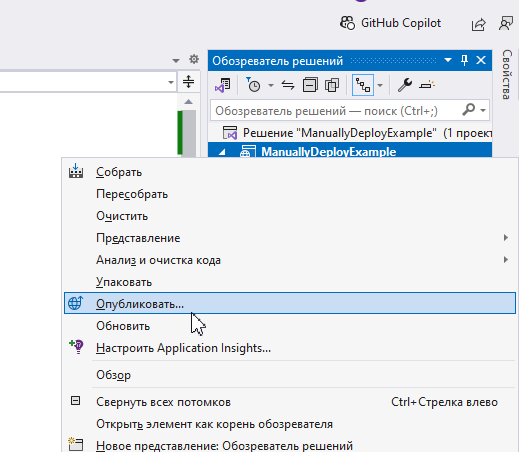 GitHub Copilot
Обозреватель решений
Свойства
Обозреватель решений — поиск (Ctrl+;)
Решение "ManuallyDeployExample" (1 проект
ManuallyDeployExample
Собрать
Пересобрать
Очистить
Представление
Анализ и очистка кода
Упаковать
Опубликовать...
Обновить
Настроить Application Insights...
Обзор
Свернуть всех потомков Ctrl+Стрелка влево
Открыть элемент как корень обозревателя
Новое представление: Обозреватель решений